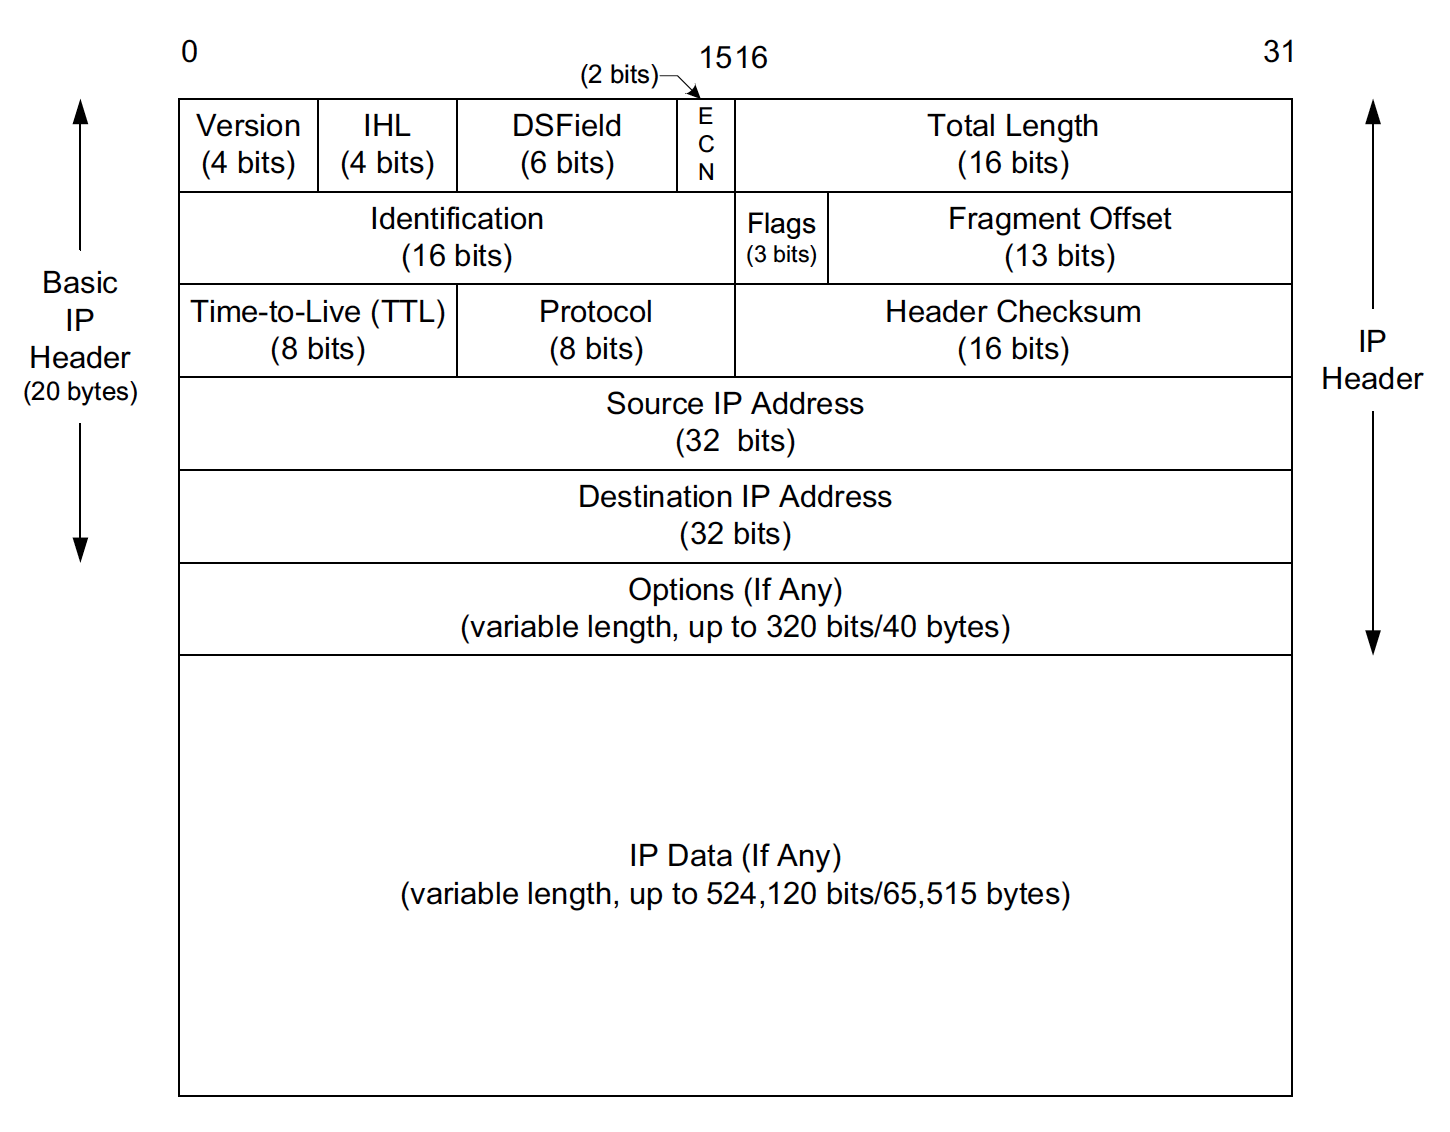 0
1516
31
(2 bits)
Version
(4 bits)
IHL
(4 bits)
DSField
(6 bits)
E
C
N
Total Length
(16 bits)
Identification
(16 bits)
Flags
(3 bits)
Fragment Offset
(13 bits)
Time-to-Live (TTL)
(8 bits)
Protocol
(8 bits)
Header Checksum
(16 bits)
Source IP Address
(32 bits)
Destination IP Address
(32 bits)
Options (If Any)
(variable length, up to 320 bits/40 bytes)
IP Data (If Any)
(variable length, up to 524,120 bits/65,515 bytes)
Basic
IP
Header
(20 bytes)
IP
Header